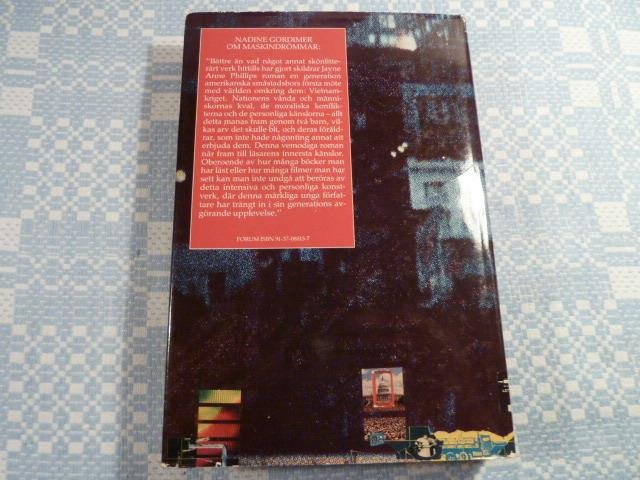 NADINE GORDIMER
OM MASKINDRÖMMAR:
"Bättre än vad något annat skönlitte-
rärt verk hittills har gjort skildrar Jayne
Anne Phillips roman en generation
amerikanska småstadsbors första möte
med världen omkring dem: Vietnam-
kriget. Nationens vånda och männi-
skornas kval, de moraliska konflik-
terna och de personliga känslorna – allt
detta manas fram genom två barn, vil-
kas arv det skulle bli, och deras föräld-
rar, som inte hade någonting annat att
erbjuda dem. Denna vemodiga roman
når fram till läsarens innersta känslor.
Oberoende av hur många böcker man
har läst eller hur många filmer man har
sett kan man inte undgå att beröras av
detta intensiva och personliga konst-
verk, där denna märkliga unga förfat-
tare har trängt in i sin generations av-
görande upplevelse."
FORUM ISBN